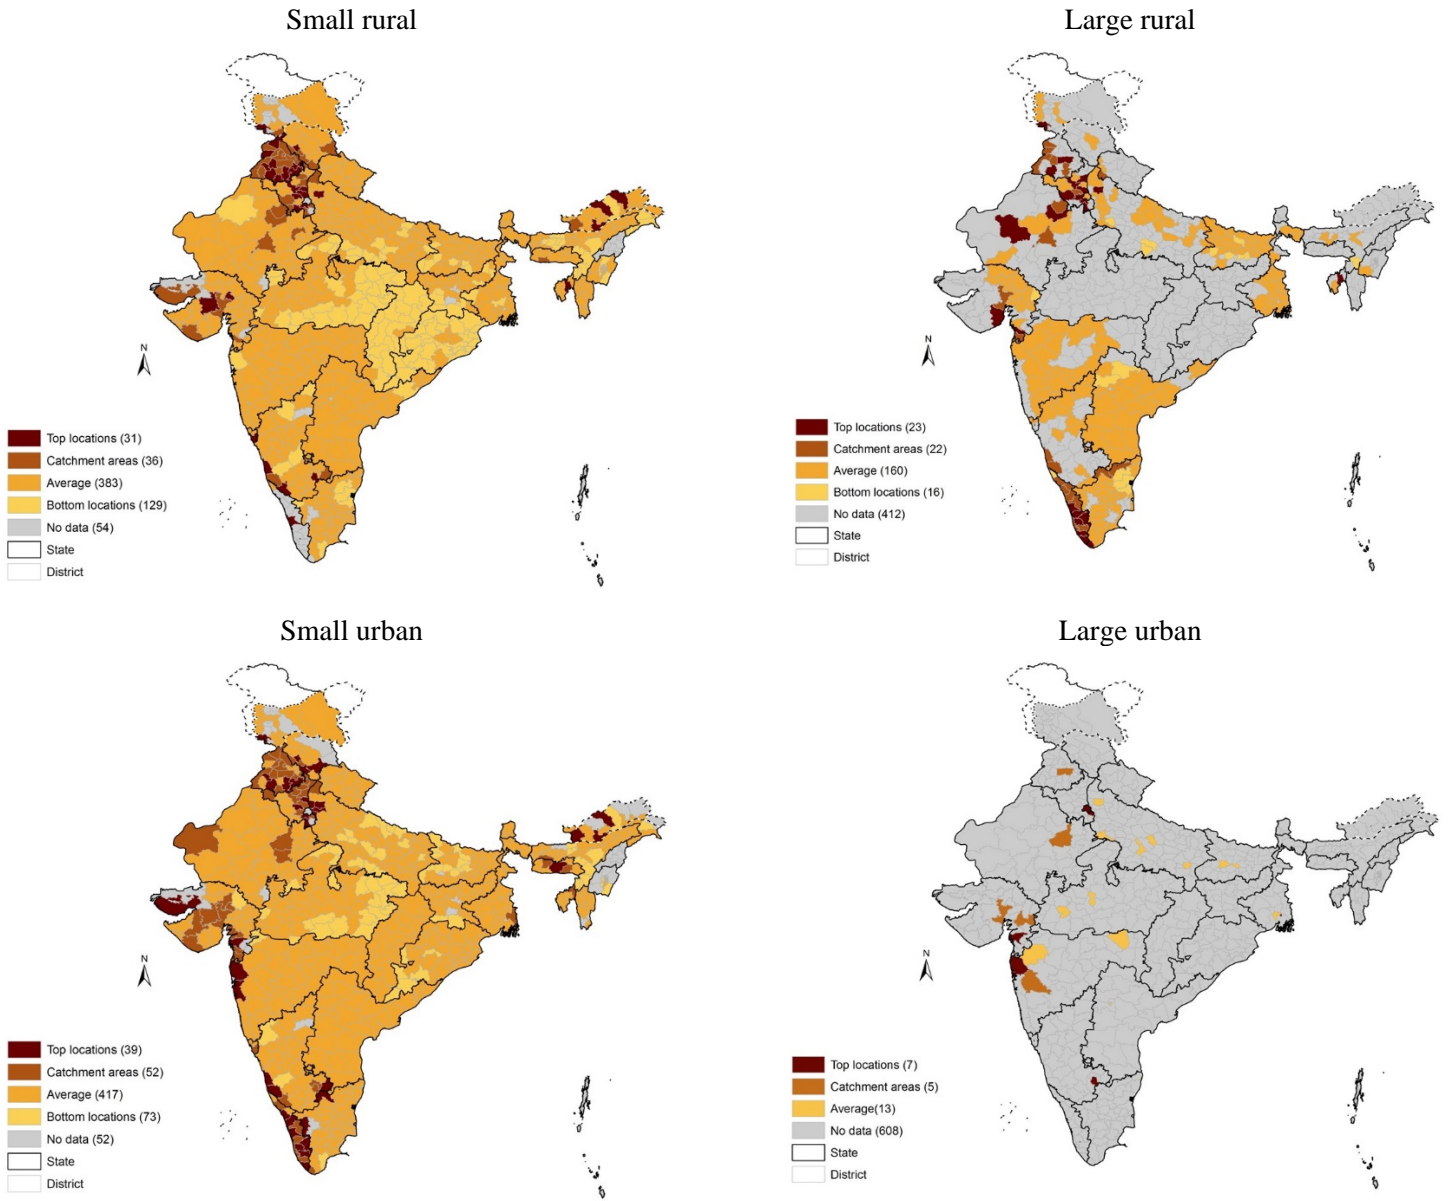 Small rural
N
Top locations (31)
Catchment areas (36)
Average (383)
Bottom locations (129)
No data (54)
State
District
Large rural
N
Top locations (23)
Catchment areas (22)
Average (160)
Bottom locations (16)
No data (412)
State
District
Small urban
N
Top locations (39)
Catchment areas (52)
Average (417)
Bottom locations (73)
No data (52)
State
District
Large urban
N
Top locations (7)
Catchment areas (5)
Average(13)
No data (608)
State
District